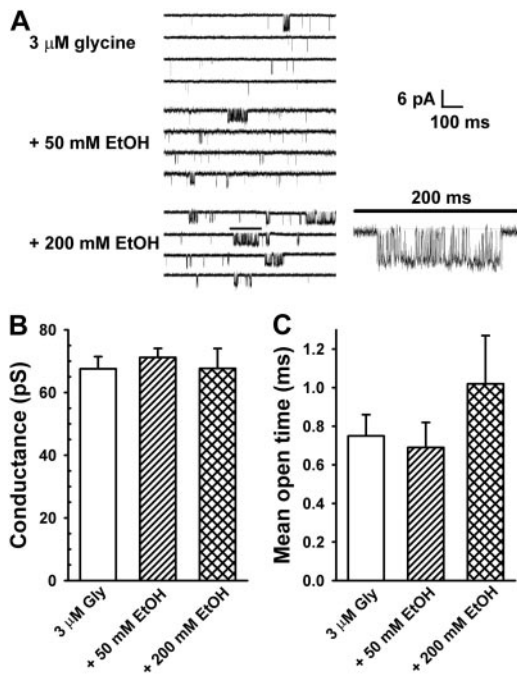 A
3 μM glycine
+ 50 mM EtOH
+ 200 mM EtOH
6 pA
100 ms
200 ms
B
Conductance (pS)
80
60
40
20
0
3 μM Gly
+ 50 mM EtOH
+ 200 mM EtOH
C
Mean open time (ms)
1.2
1.0
0.8
0.6
0.4
0.2
0.0
3 μM Gly
+ 50 mM EtOH
+ 200 mM EtOH